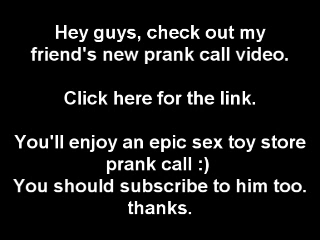 Hey guys, check out my
friend's new prank call video.
Click here for the link.
You'll enjoy an epic sex toy store
prank call :)
You should subscribe to him too.
thanks.